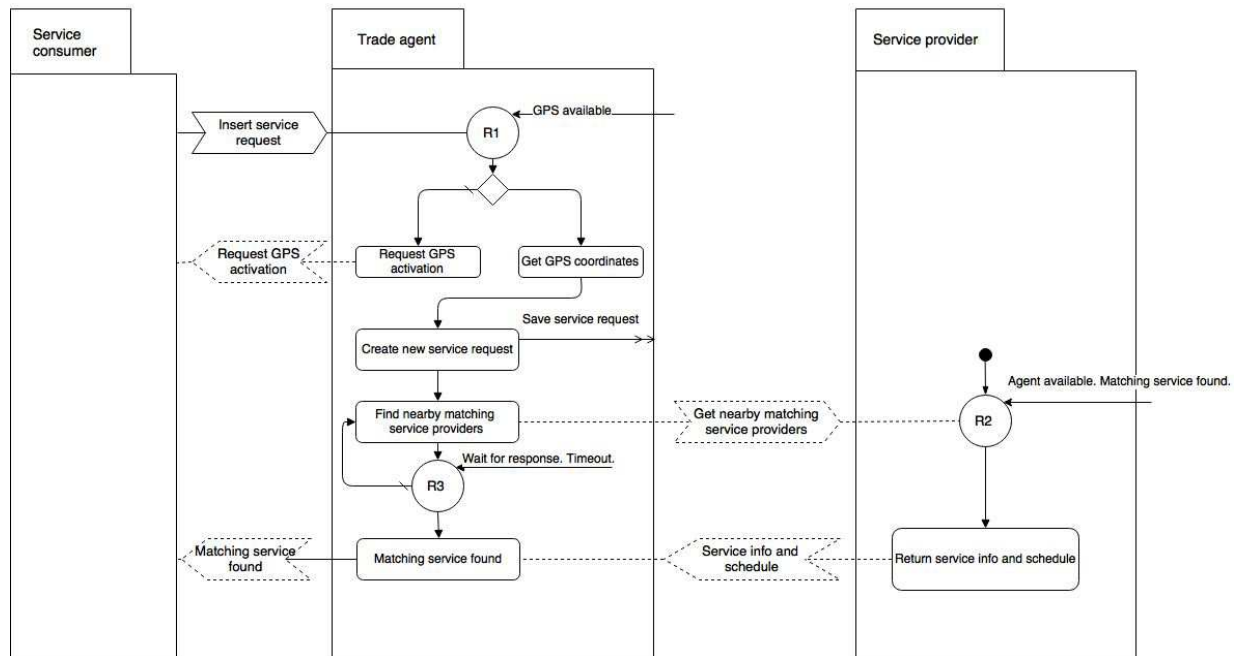 Service
consumer
Trade agent
Service provider
GPS available
Insert service
request
R1
Request GPS
activation
Request GPS
activation
Get GPS coordinates
Save service request
Create new service request
Agent available. Matching service found.
Find nearby matching
service providers
Get nearby matching
service providers
R2
Wait for response. Timeout.
R3
Matching service
found
Matching service found
Service info and
schedule
Return service info and schedule